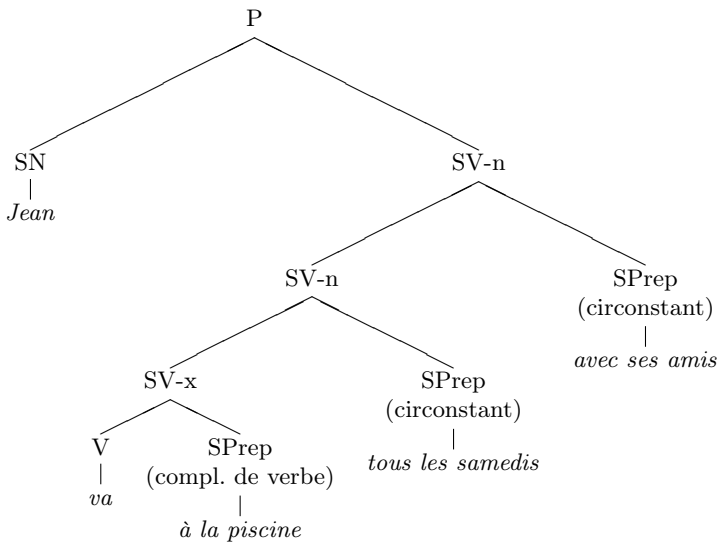 P
SN
SV-n
Jean
SV-n
SPrep
(circonstant)
avec ses amis
SV-x
SPrep
(circonstant)
tous les samedis
V
SPrep
(compl. de verbe)
va
à la piscine